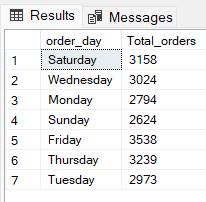 Results Messages
order_day Total_orders
1 Saturday 3158
2 Wednesday 3024
3 Monday 2794
4 Sunday 2624
5 Friday 3538
6 Thursday 3239
7 Tuesday 2973